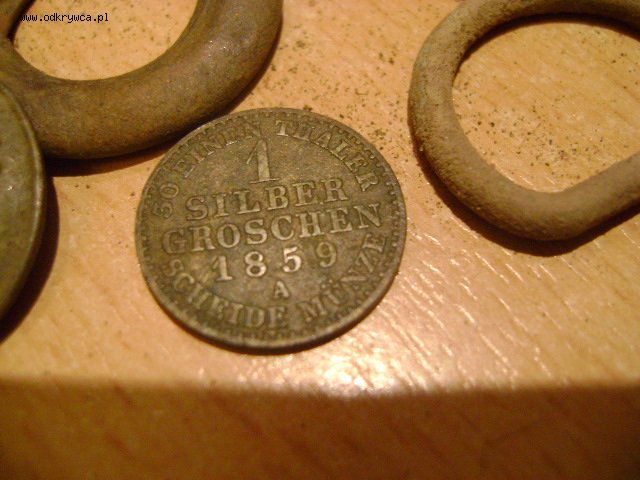 www.odkrywca.pl
30 EINEN THALER
1
SILBER
GROSCHEN
1859
A
SCHEIDE MÜNZE